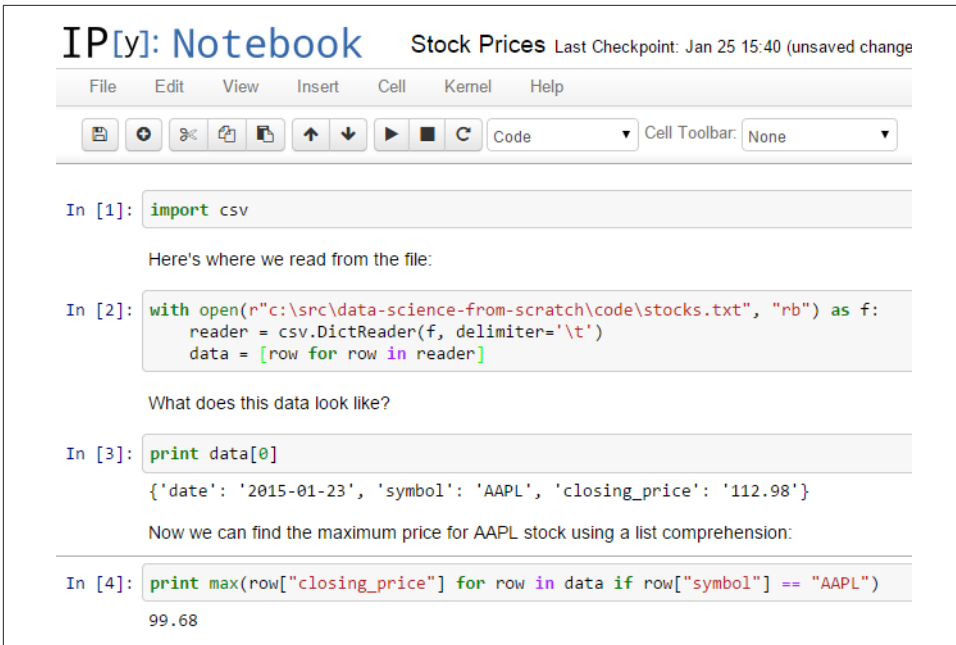 IP[y]: Notebook Stock Prices Last Checkpoint: Jan 25 15:40 (unsaved change
File Edit View Insert Cell Kernel Help
Code Cell Toolbar: None
In [1]: import csv
Here's where we read from the file:
In [2]: with open(r"c:\src\data-science-from-scratch\code\stocks.txt", "rb") as f:
    reader = csv.DictReader(f, delimiter='\t')
    data = [row for row in reader]
What does this data look like?
In [3]: print data[0]
{'date': '2015-01-23', 'symbol': 'AAPL', 'closing_price': '112.98'}
Now we can find the maximum price for AAPL stock using a list comprehension:
In [4]: print max(row["closing_price"] for row in data if row["symbol"] == "AAPL")
99.68